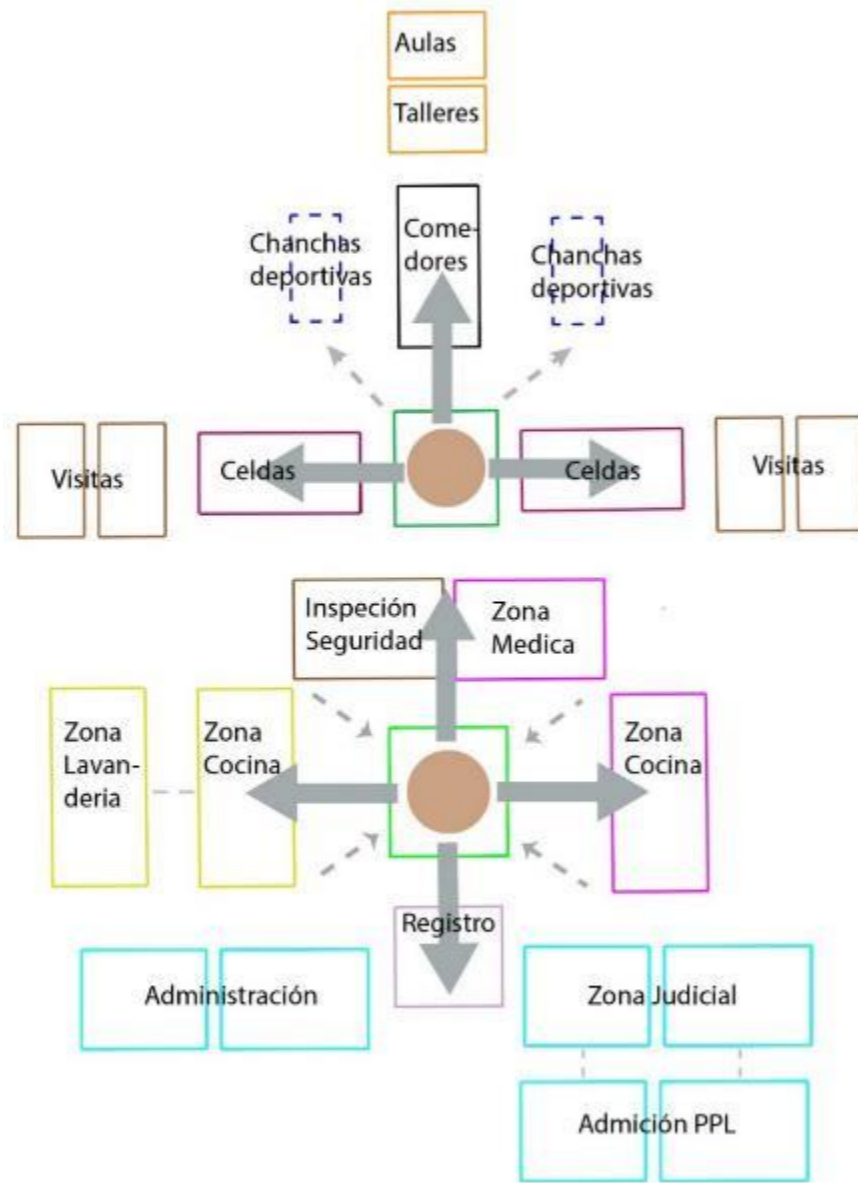 Aulas
Talleres
Come-
dores
Chanchas
deportivas
Chanchas
deportivas
Visitas
Celdas
Celdas
Visitas
Inspeción
Seguridad
Zona
Medica
Zona
Lavan-
deria
Zona
Cocina
Zona
Cocina
Registro
Administración
Zona Judicial
Admición PPL